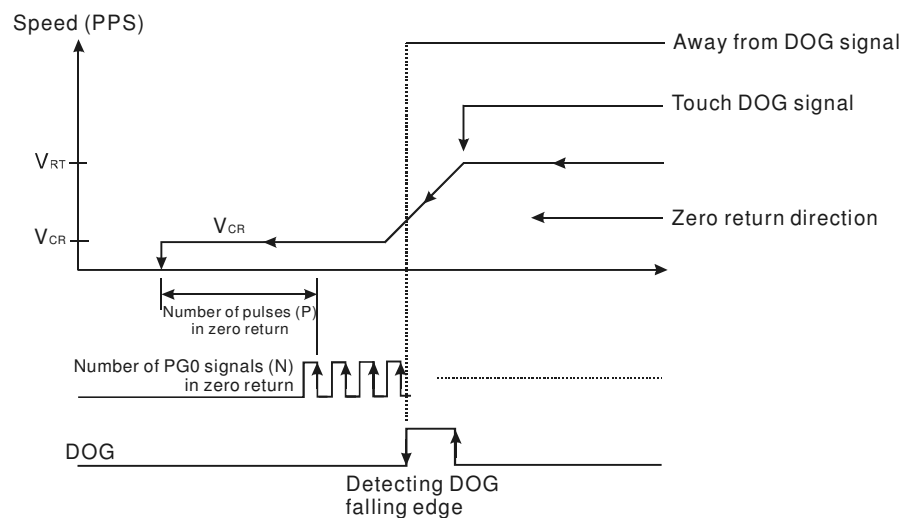 Speed (PPS)
Away from DOG signal
Touch DOG signal
VRT
VCR
Zero return direction
VCR
Number of pulses (P)
in zero return
Number of PG0 signals (N)
in zero return
DOG
Detecting DOG
falling edge